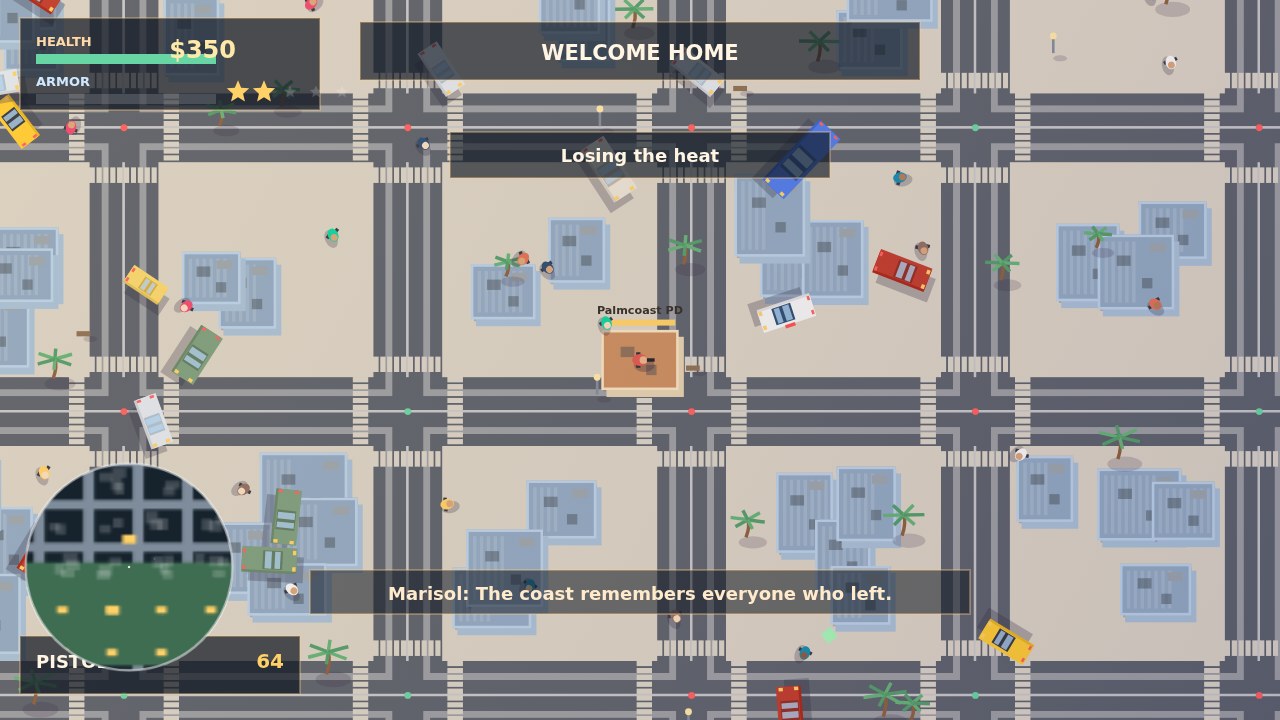 HEALTH
$350
ARMOR
WELCOME HOME
Losing the heat
Palmcoast PD
Marisol: The coast remembers everyone who left.
64